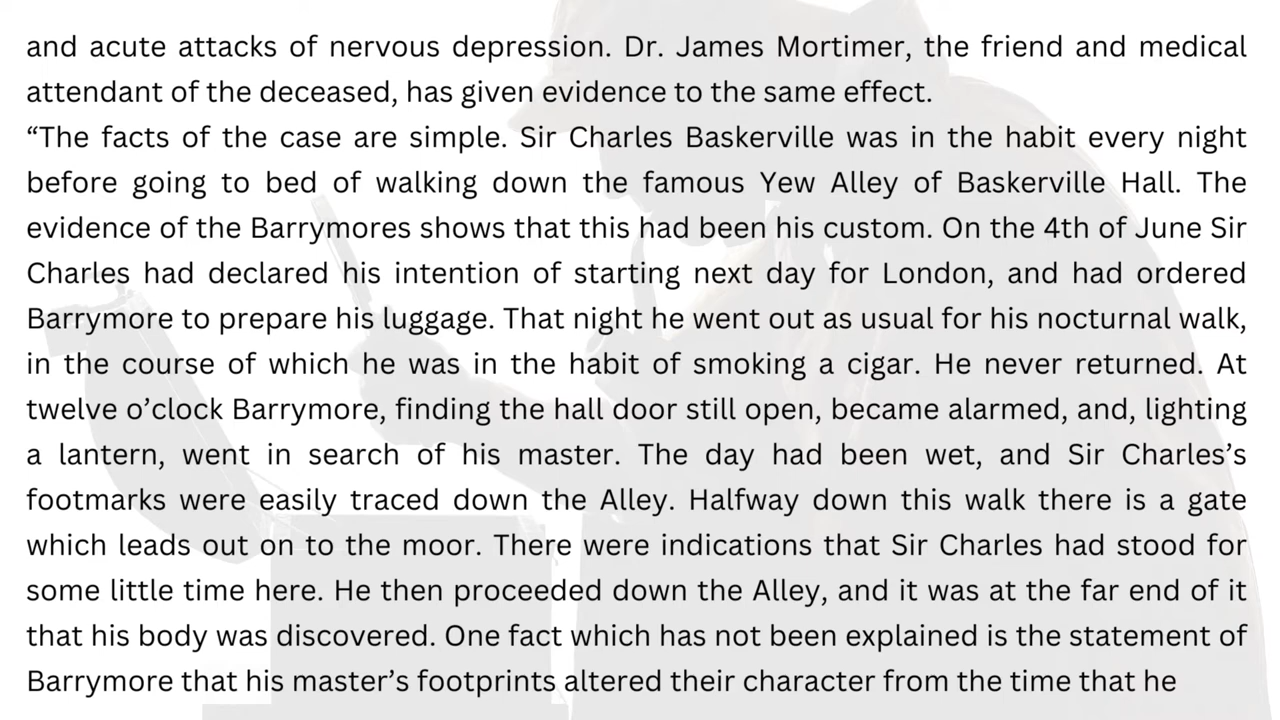 and acute attacks of nervous depression. Dr. James Mortimer, the friend and medical
attendant of the deceased, has given evidence to the same effect.
“The facts of the case are simple. Sir Charles Baskerville was in the habit every night
before going to bed of walking down the famous Yew Alley of Baskerville Hall. The
evidence of the Barrymores shows that this had been his custom. On the 4th of June Sir
Charles had declared his intention of starting next day for London, and had ordered
Barrymore to prepare his luggage. That night he went out as usual for his nocturnal walk,
in the course of which he was in the habit of smoking a cigar. He never returned. At
twelve o’clock Barrymore, finding the hall door still open, became alarmed, and, lighting
a lantern, went in search of his master. The day had been wet, and Sir Charles’s
footmarks were easily traced down the Alley. Halfway down this walk there is a gate
which leads out on to the moor. There were indications that Sir Charles had stood for
some little time here. He then proceeded down the Alley, and it was at the far end of it
that his body was discovered. One fact which has not been explained is the statement of
Barrymore that his master’s footprints altered their character from the time that he